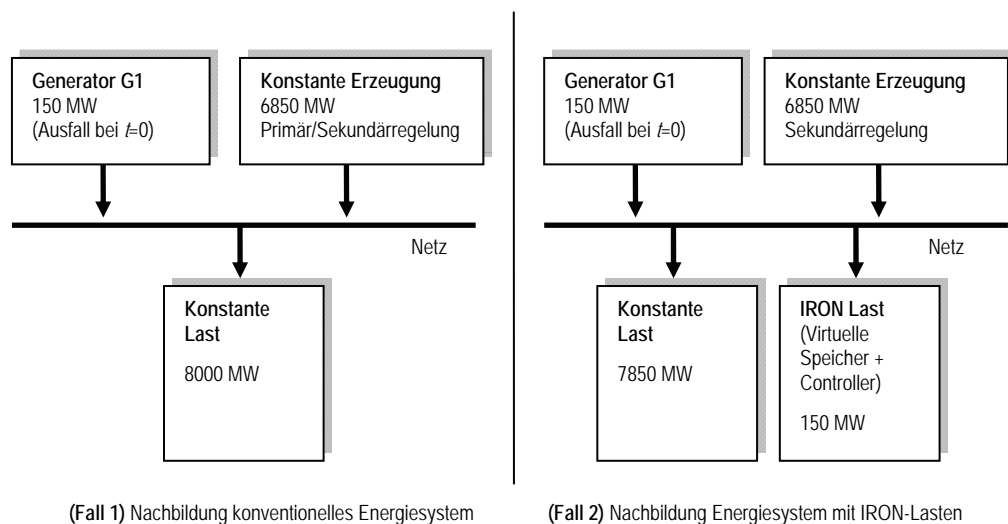 Generator G1
150 MW
(Ausfall bei t=0)
Konstante Erzeugung
6850 MW
Primär/Sekundärregelung
Netz
Konstante
Last
8000 MW
(Fall 1) Nachbildung konventionelles Energiesystem
Generator G1
150 MW
(Ausfall bei t=0)
Konstante Erzeugung
6850 MW
Sekundärregelung
Netz
Konstante
Last
7850 MW
IRON Last
(Virtuelle
Speicher +
Controller)
150 MW
(Fall 2) Nachbildung Energiesystem mit IRON-Lasten